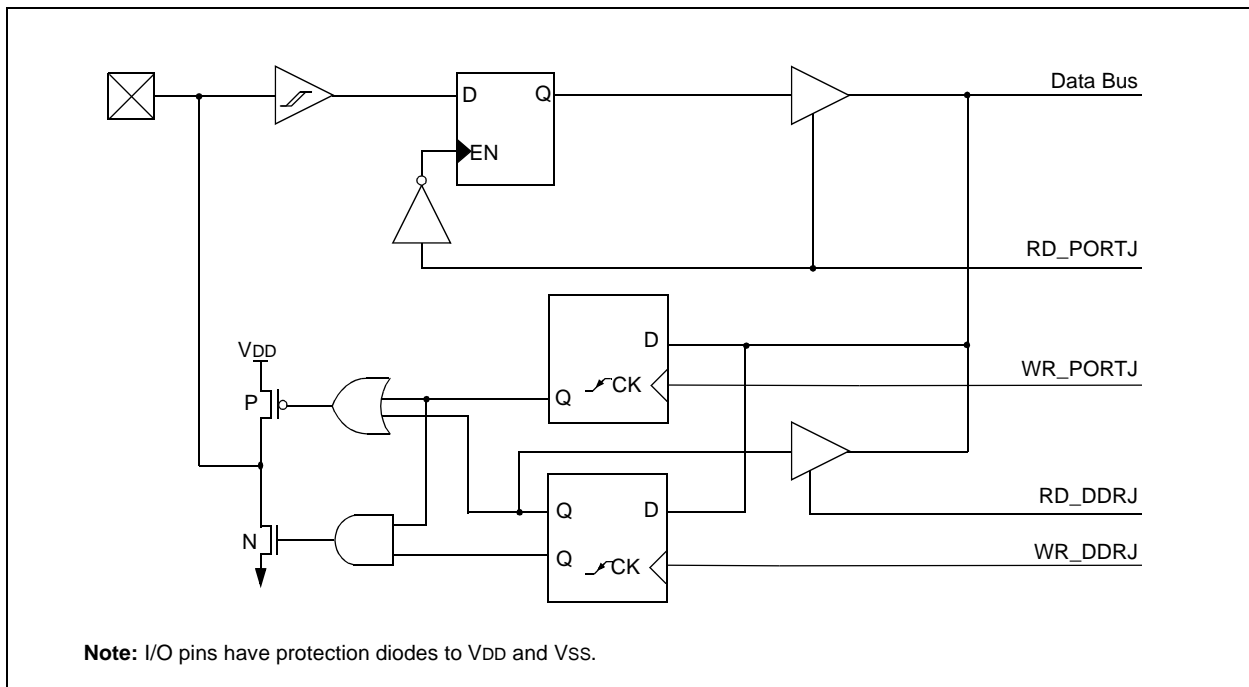 Data Bus
D Q
EN
RD_PORTJ
D
VDD
WR_PORTJ
CK
Q
P
RD_DDRJ
Q D
N
WR_DDRJ
Q CK
Note: I/O pins have protection diodes to VDD and VSS.